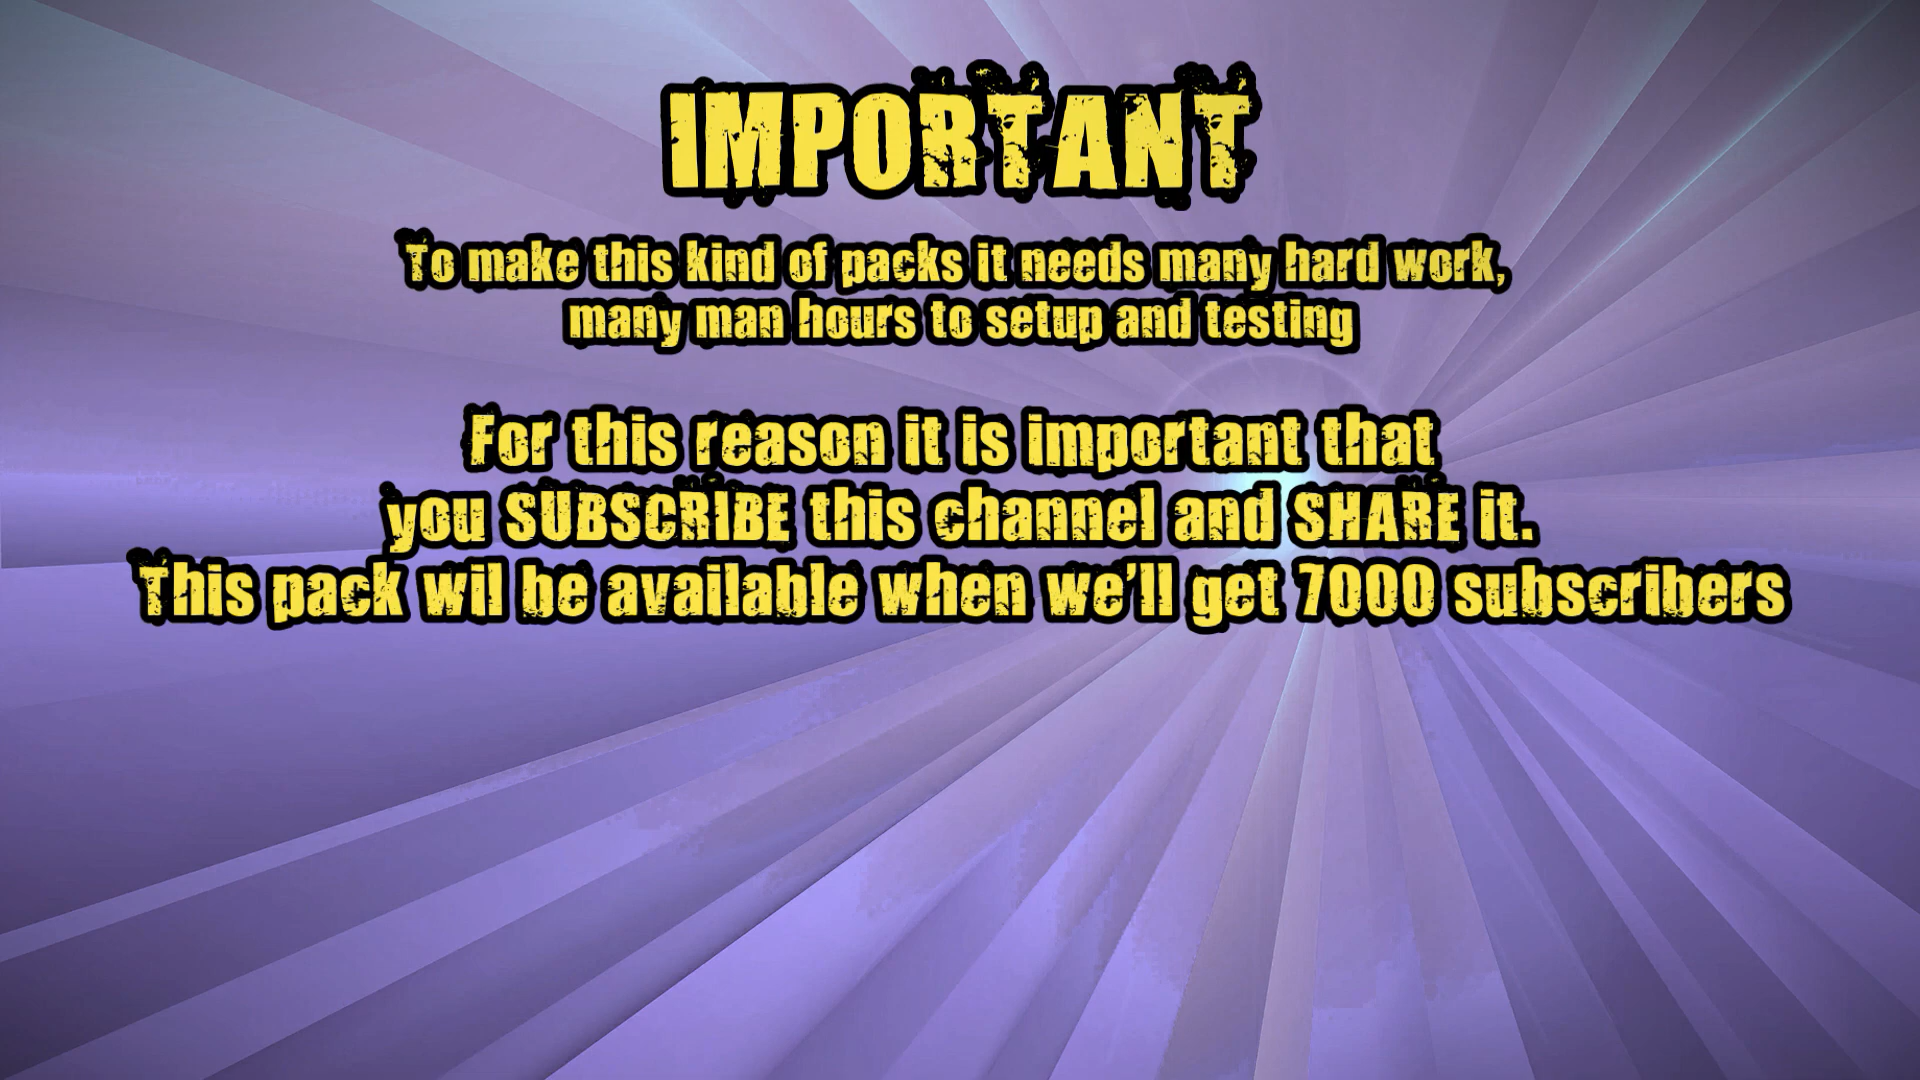 IMPORTANT
To make this kind of packs it needs many hard work,
many man hours to setup and testing
For this reason it is important that
you SUBSCRIBE this channel and SHARE it.
This pack wil be available when we'll get 7000 subscribers